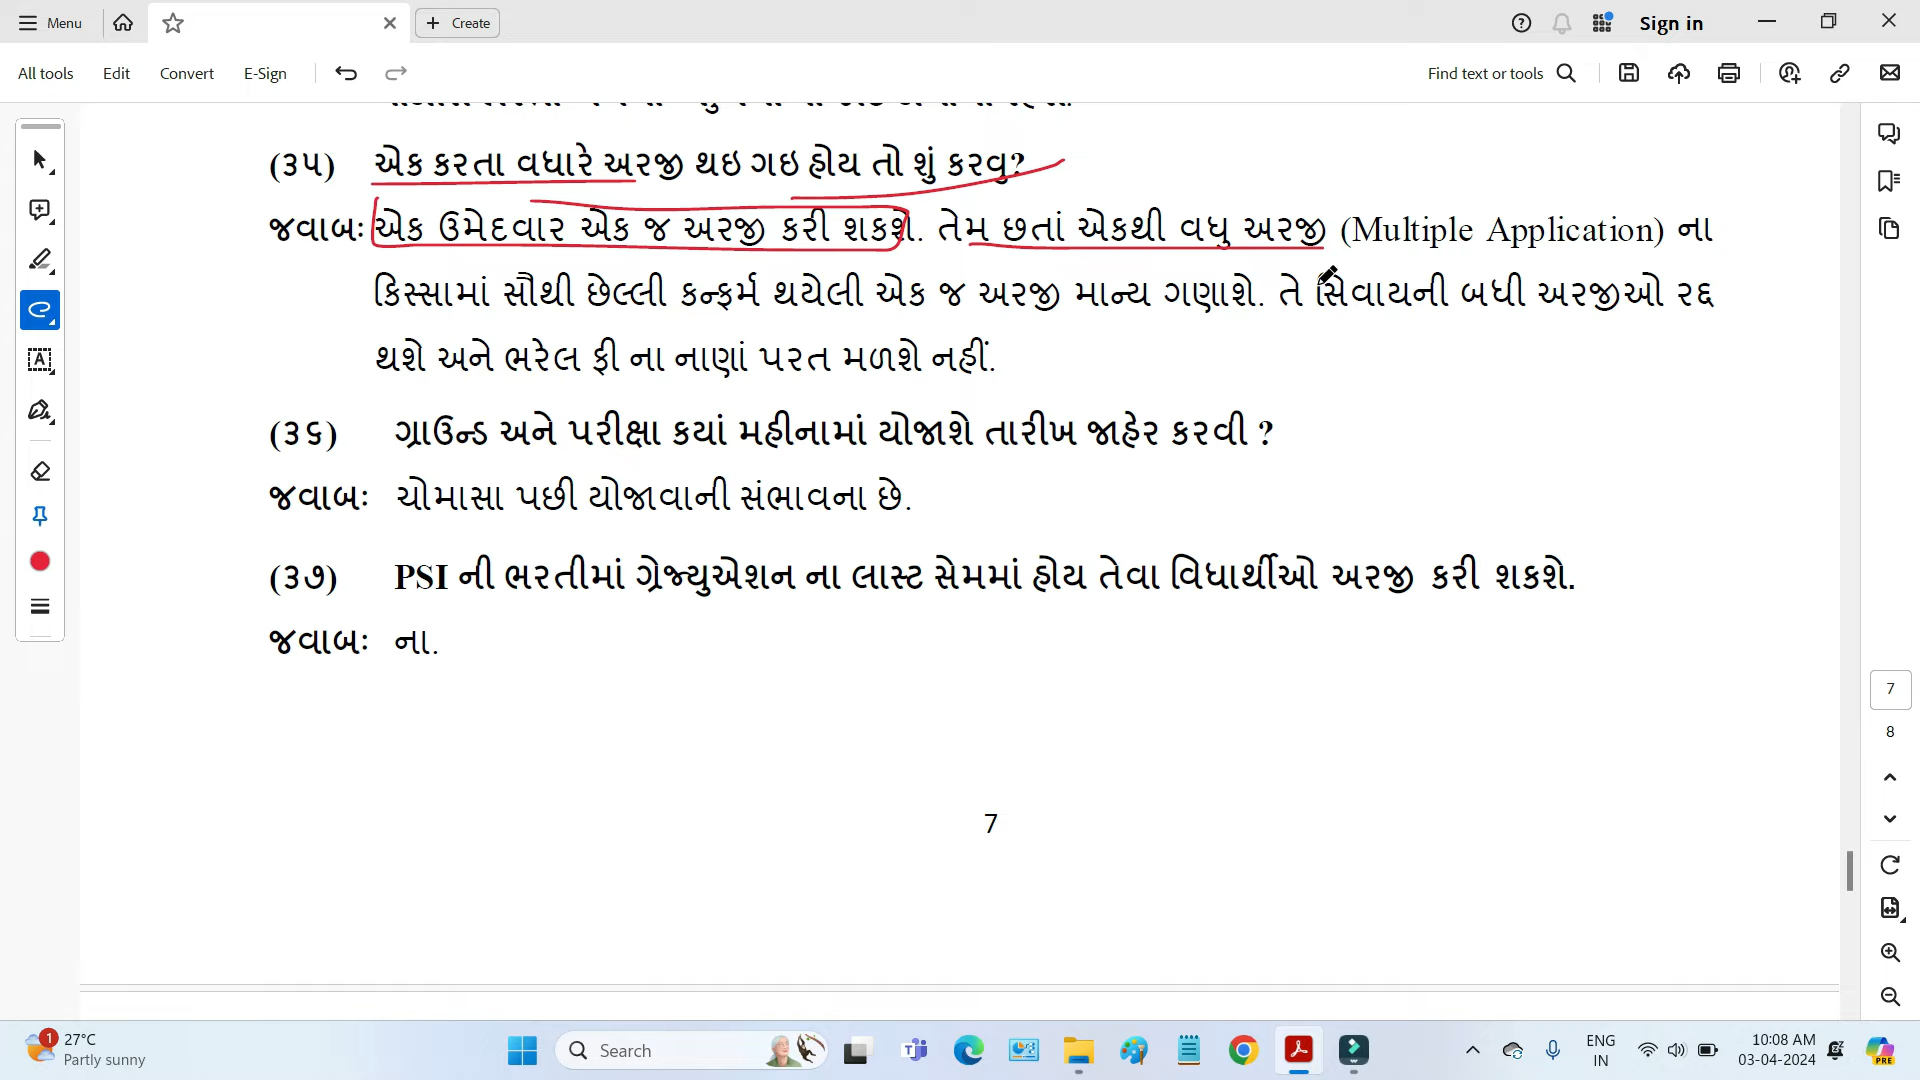 Menu
Create
Sign in
All tools
Edit
Convert
E-Sign
Find text or tools
(૩૫) એક કરતા વધારે અરજી થઇ ગઇ હોય તો શું કરવુ?
જવાબઃ એક ઉમેદવાર એક જ અરજી કરી શકશે. તેમ છતાં એકથી વધુ અરજી (Multiple Application) ના
કિસ્સામાં સૌથી છેલ્લી કન્ફર્મ થયેલી એક જ અરજી માન્ય ગણાશે. તે સિવાયની બધી અરજીઓ રદ્દ
થશે અને ભરેલ ફી ના નાણાં પરત મળશે નહીં.
(૩૬) ગ્રાઉન્ડ અને પરીક્ષા કયાં મહીનામાં યોજાશે તારીખ જાહેર કરવી ?
જવાબઃ ચોમાસા પછી યોજાવાની સંભાવના છે.
(૩૭) PSI ની ભરતીમાં ગ્રેજ્યુએશન ના લાસ્ટ સેમમાં હોય તેવા વિધાર્થીઓ અરજી કરી શકશે.
જવાબઃ ના.
7
7
8
1
27°C
Partly sunny
Search
ENG
IN
10:08 AM
03-04-2024
PRE